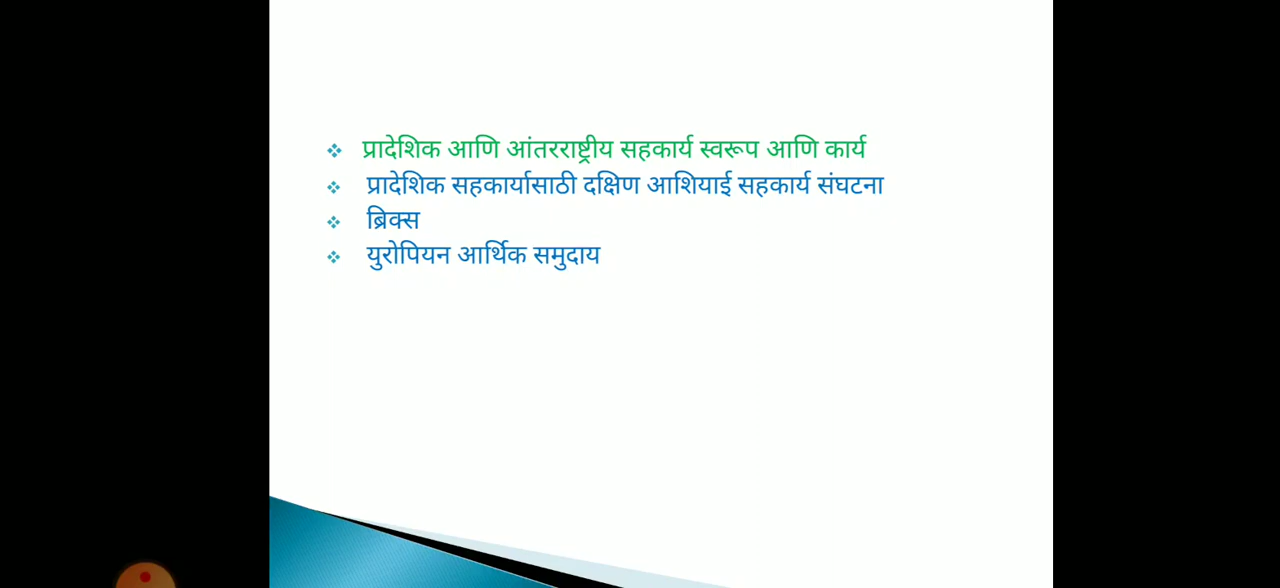 प्रादेशिक आणि आंतरराष्ट्रीय सहकार्य स्वरूप आणि कार्य
प्रादेशिक सहकार्यासाठी दक्षिण आशियाई सहकार्य संघटना
ब्रिक्स
युरोपियन आर्थिक समुदाय